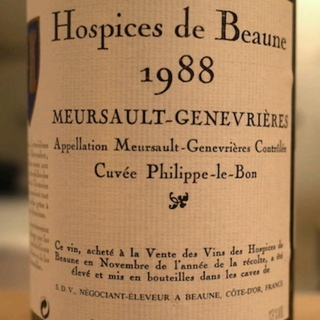 Hospices de Beaune
1988
MEURSAULT-GENEVRIÈRES
Appellation Meursault-Genevrières Contrôlée
Cuvée Philippe-le-Bon
Ce vin, acheté à la Vente des Vins des Hospices de
Beaune en Novembre de l'année de la récolte, a été
élevé et mis en bouteilles dans les caves de
S.D.V., NÉGOCIANT-ÉLEVEUR A BEAUNE, CÔTE-D'OR, FRANCE